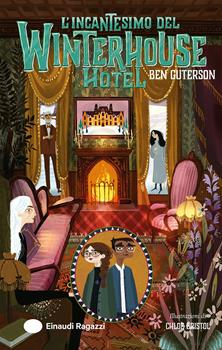 L'INCANTESIMO DEL
WINTERHOUSE
HOTEL
BEN GUTERSON
Einaudi Ragazzi
Illustrazioni di
CHLOE BRISTOL